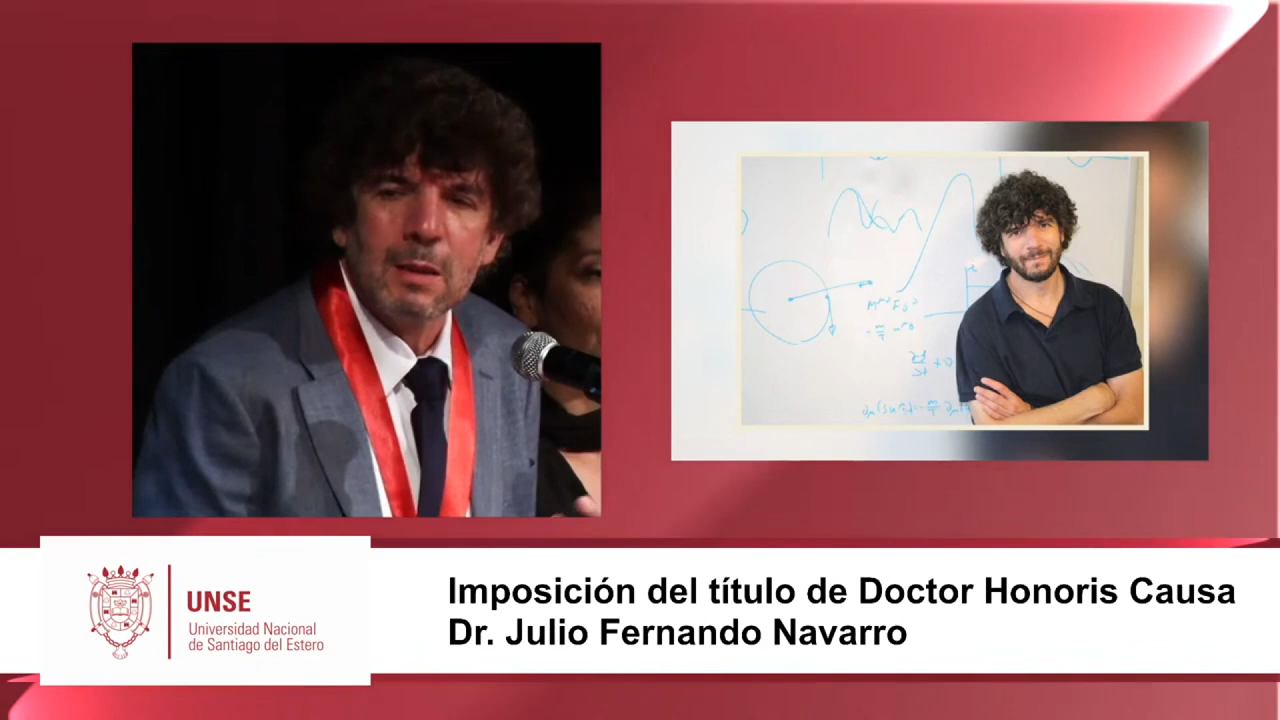 UNSE
Universidad Nacional
de Santiago del Estero
Imposición del título de Doctor Honoris Causa
Dr. Julio Fernando Navarro